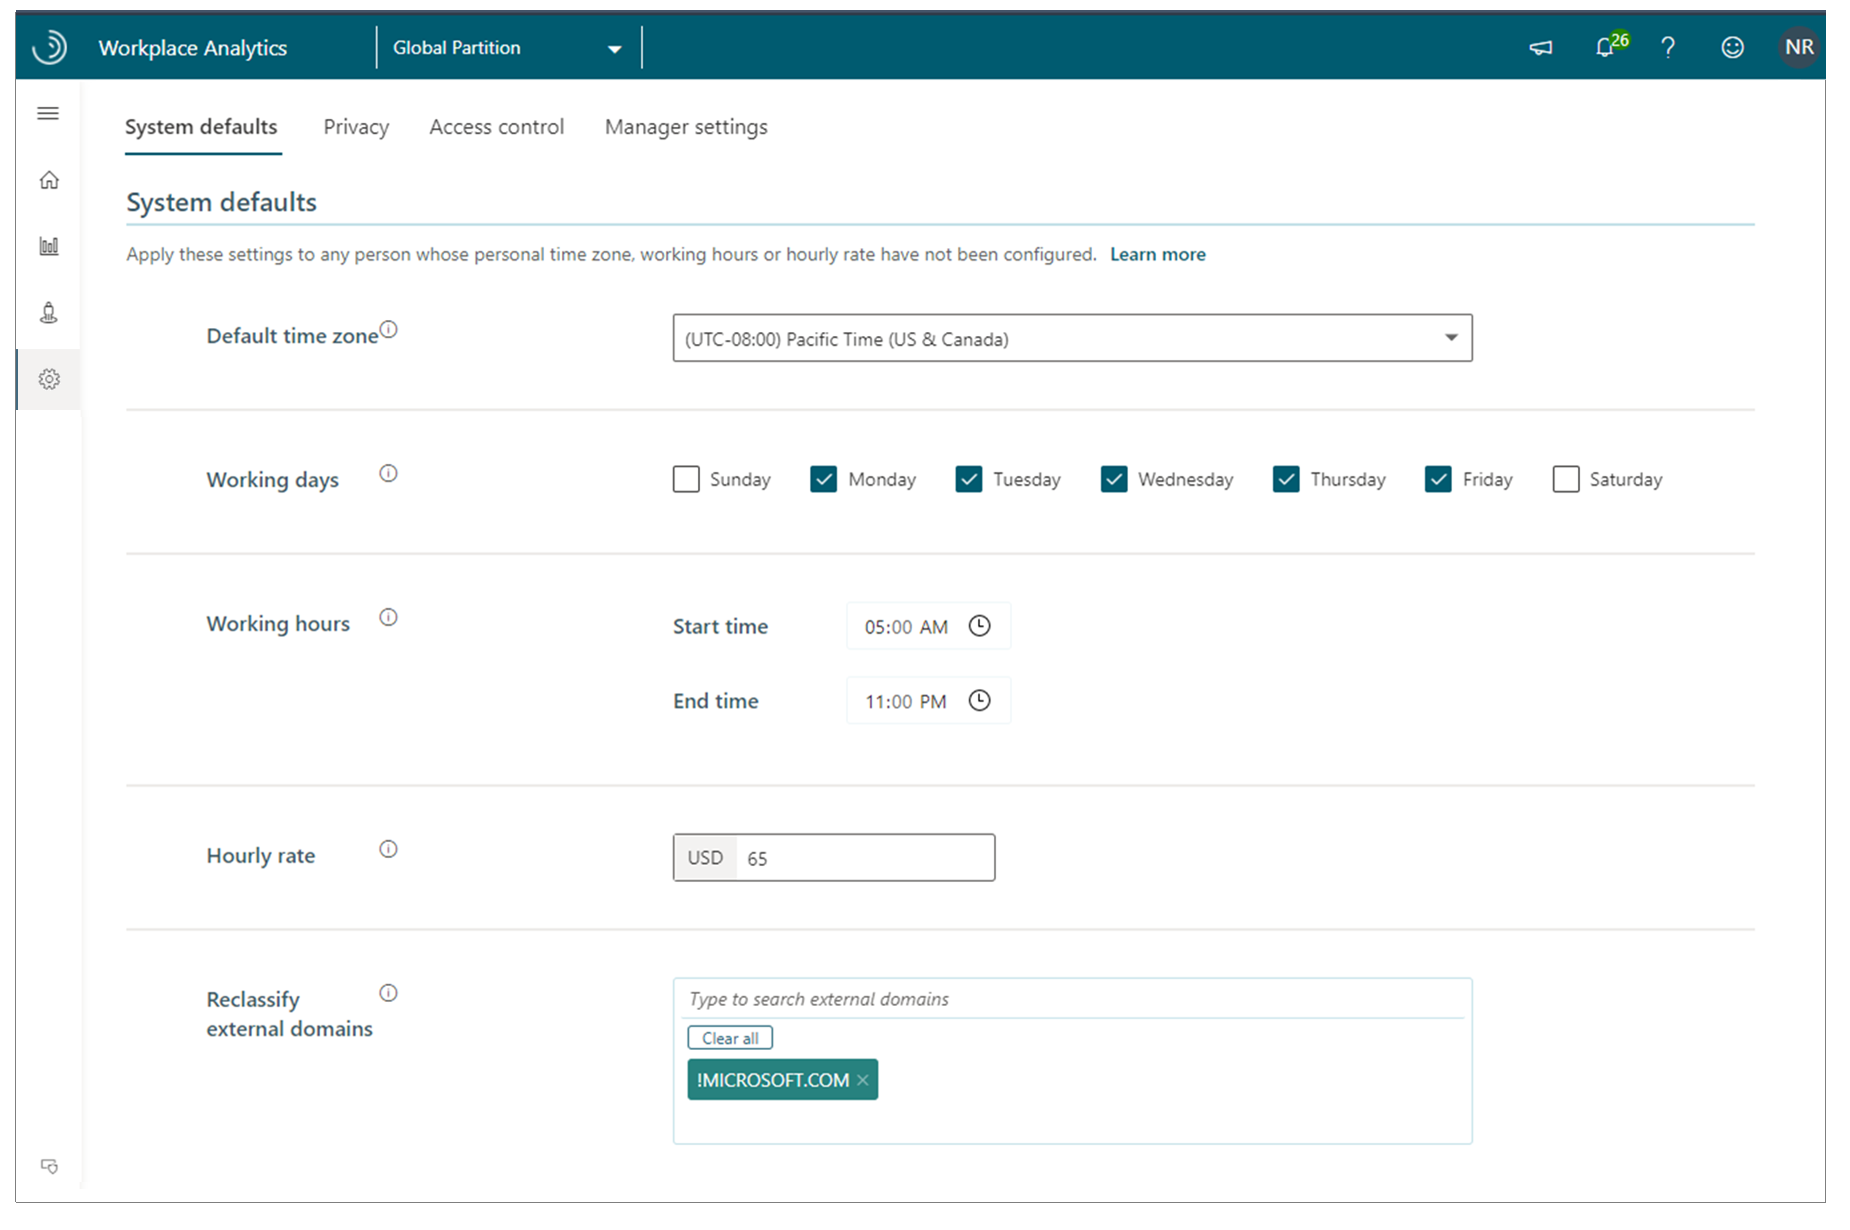 Workplace Analytics
Global Partition
26
?
NR
System defaults
Privacy
Access control
Manager settings
System defaults
Apply these settings to any person whose personal time zone, working hours or hourly rate have not been configured. Learn more
Default time zone
(UTC-08:00) Pacific Time (US & Canada)
Working days
Sunday
Monday
Tuesday
Wednesday
Thursday
Friday
Saturday
Working hours
Start time
05:00 AM
End time
11:00 PM
Hourly rate
USD
65
Reclassify
external domains
Type to search external domains
Clear all
!MICROSOFT.COM